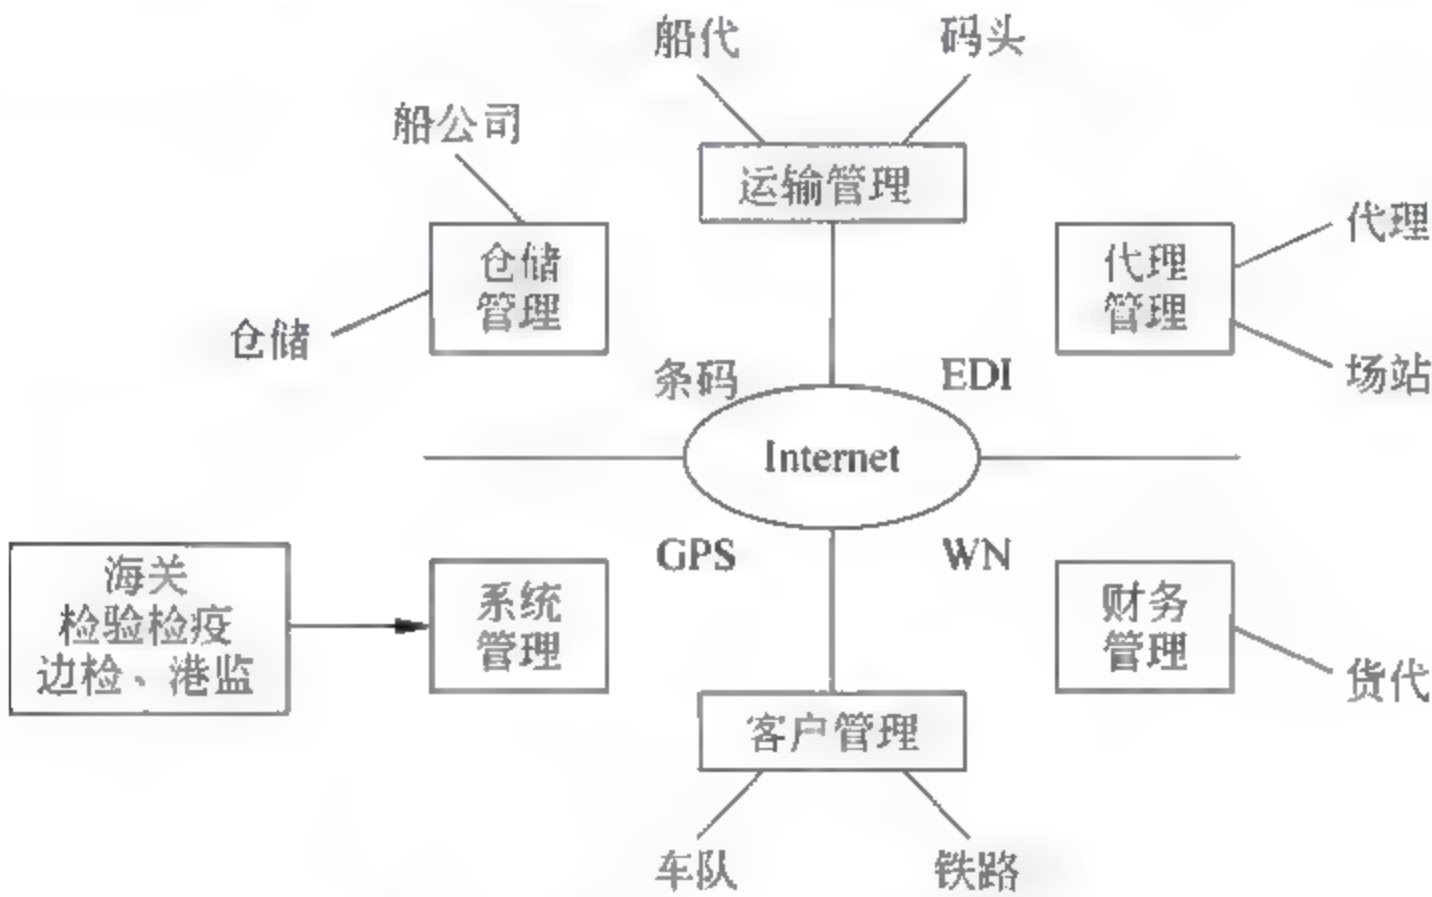 船代
码头
船公司
运输管理
代理
仓储
管理
代理
管理
仓储
场站
条码
EDI
Internet
GPS
WN
海关
检验检疫
边检、港监
系统
管理
财务
管理
货代
客户管理
车队
铁路